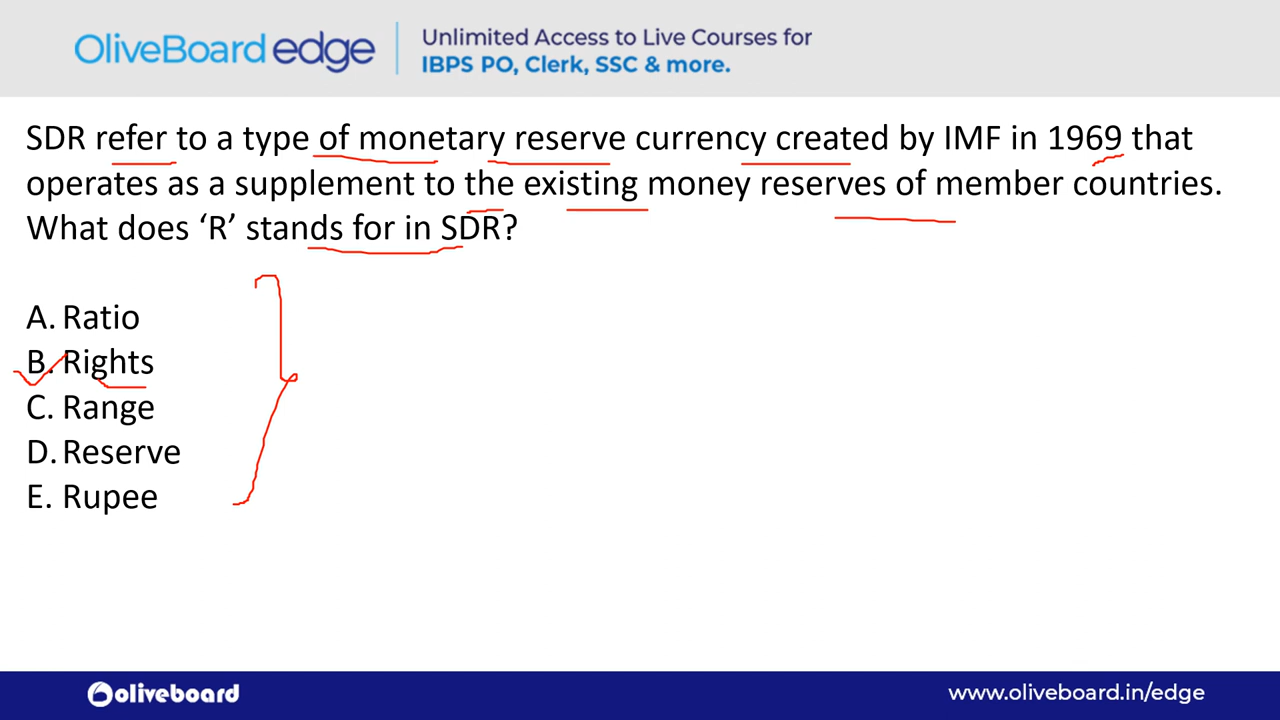 OliveBoard edge
Unlimited Access to Live Courses for
IBPS PO, Clerk, SSC & more.
SDR refer to a type of monetary reserve currency created by IMF in 1969 that
operates as a supplement to the existing money reserves of member countries.
What does ‘R’ stands for in SDR?
A. Ratio
B. Rights
C. Range
D. Reserve
E. Rupee
oliveboard
www.oliveboard.in/edge